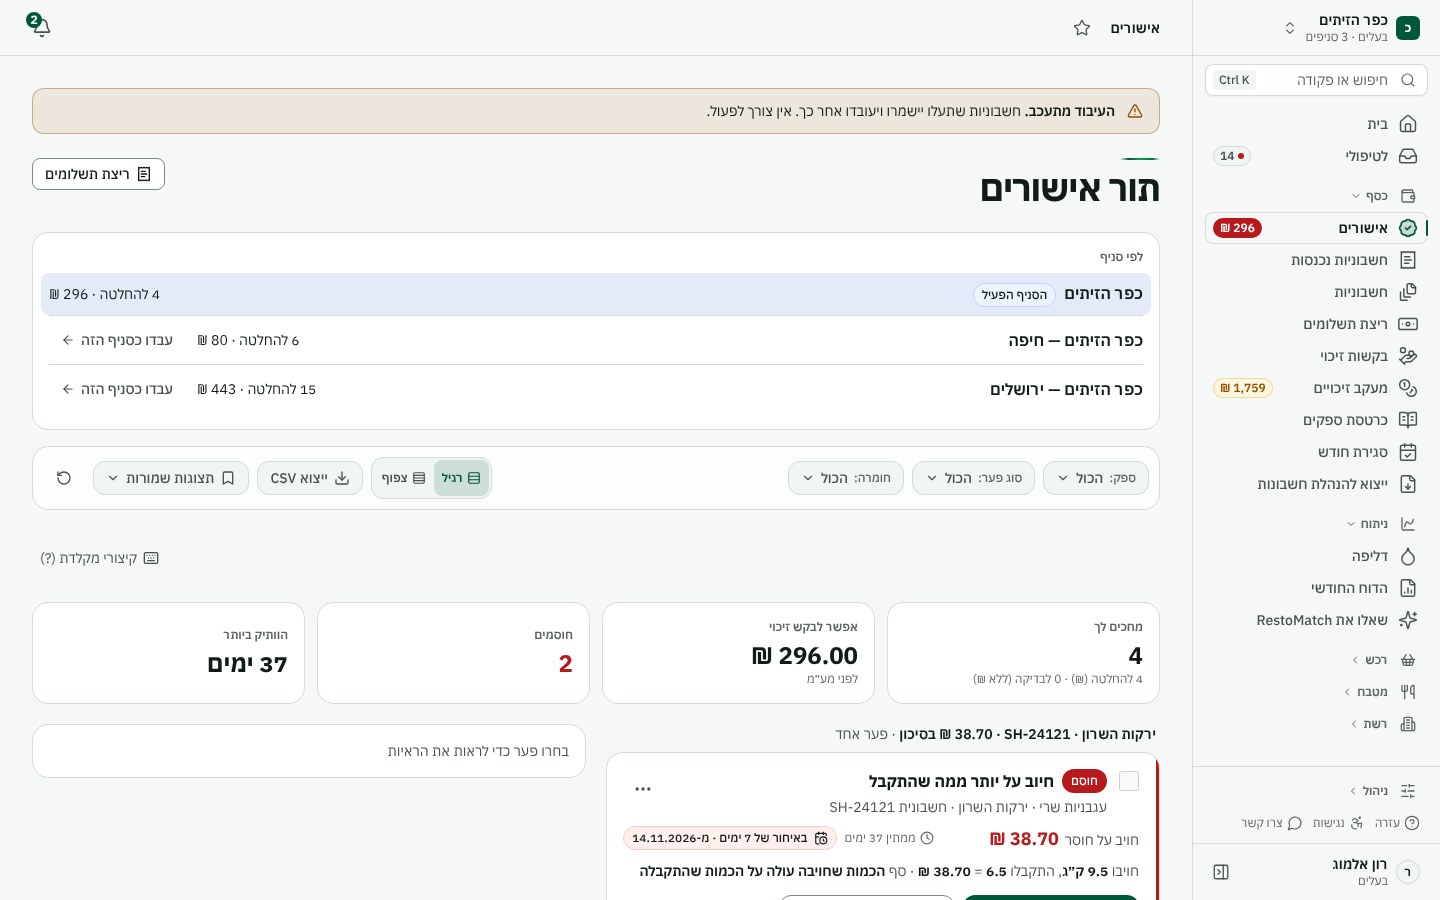 כ
כפר הזיתים
בעלים · 3 סניפים
חיפוש או פקודה
Ctrl K
בית
לטיפולי
14
כסף
אישורים
296 ₪
חשבוניות נכנסות
חשבוניות
ריצת תשלומים
בקשות זיכוי
מעקב זיכויים
1,759 ₪
כרטסת ספקים
סגירת חודש
ייצוא להנהלת חשבונות
ניתוח
דליפה
הדוח החודשי
שאלו את RestoMatch
רכש
מטבח
רשת
ניהול
עזרה
נגישות
צרו קשר
ר
רון אלמוג
בעלים
אישורים
2
העיבוד מתעכב. חשבוניות שתעלו יישמרו ויעובדו אחר כך. אין צורך לפעול.
תור אישורים
ריצת תשלומים
לפי סניף
כפר הזיתים
הסניף הפעיל
4 להחלטה · 296 ₪
כפר הזיתים — חיפה
6 להחלטה · 80 ₪
עבדו כסניף הזה ←
כפר הזיתים — ירושלים
15 להחלטה · 443 ₪
עבדו כסניף הזה ←
ספק: הכול
סוג פער: הכול
חומרה: הכול
רגיל
צפוף
ייצוא CSV
תצוגות שמורות
קיצורי מקלדת (?)
מחכים לך
4
4 להחלטה (₪) · 0 לבדיקה (ללא ₪)
אפשר לבקש זיכוי
296.00 ₪
לפני מע״מ
חוסמים
2
הוותיק ביותר
37 ימים
ירקות השרון · SH-24121 · 38.70 ₪ בסיכון · פער אחד
חוסם
חיוב על יותר ממה שהתקבל
עגבניות שרי · ירקות השרון · חשבונית SH-24121
חויב על חוסר 38.70 ₪
ממתין 37 ימים
באיחור של 7 ימים · מ-14.11.2026
חויבו 9.5 ק״ג, התקבלו 6.5 = 38.70 ₪ · סף הכמות שחויבה עולה על הכמות שהתקבלה
בחרו פער כדי לראות את הראיות